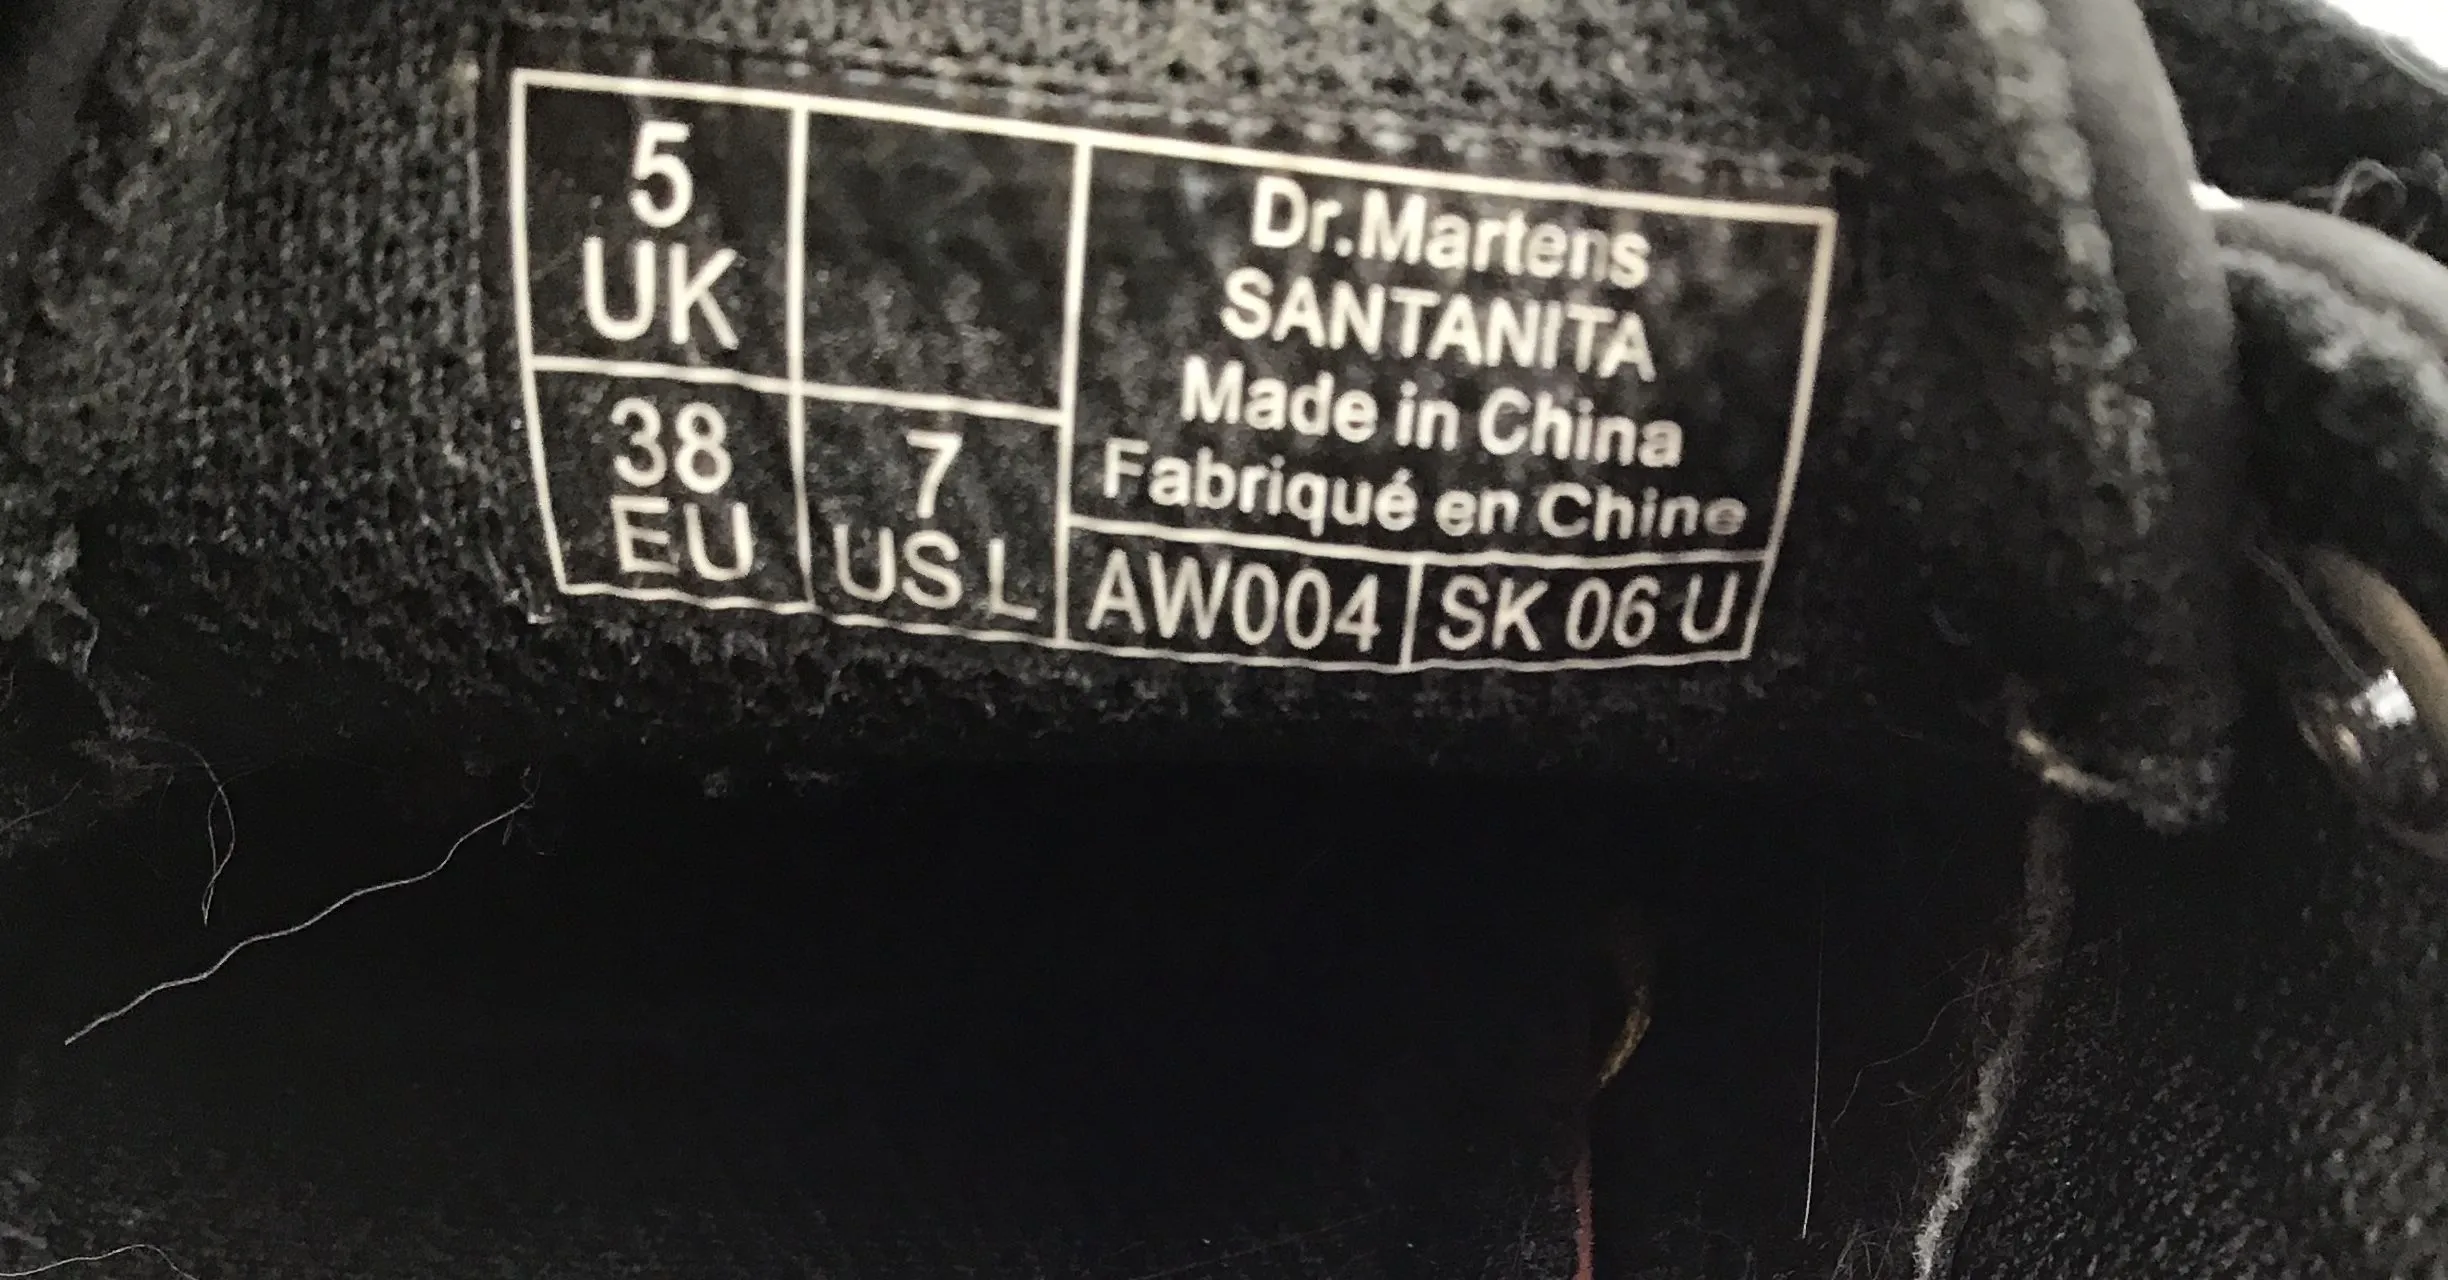 5
UK
38
EU
7
US L
Dr.Martens
SANTANITA
Made in China
Fabriqué en Chine
AW004
SK 06 U